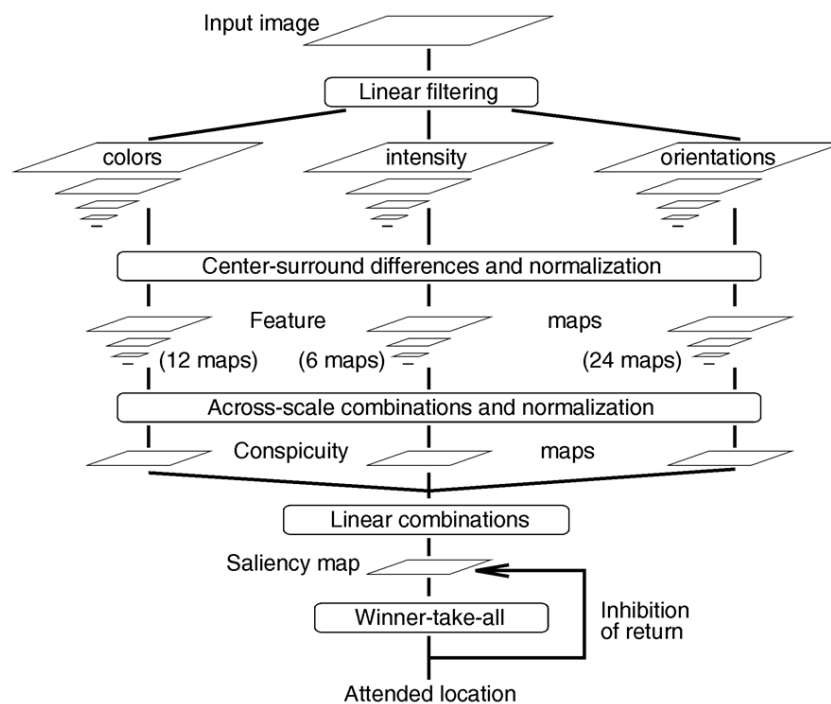 Input image
Linear filtering
colors
intensity
orientations
Center-surround differences and normalization
Feature maps
(12 maps)
(6 maps)
(24 maps)
Across-scale combinations and normalization
Conspicuity maps
Linear combinations
Saliency map
Winner-take-all
Inhibition
of return
Attended location